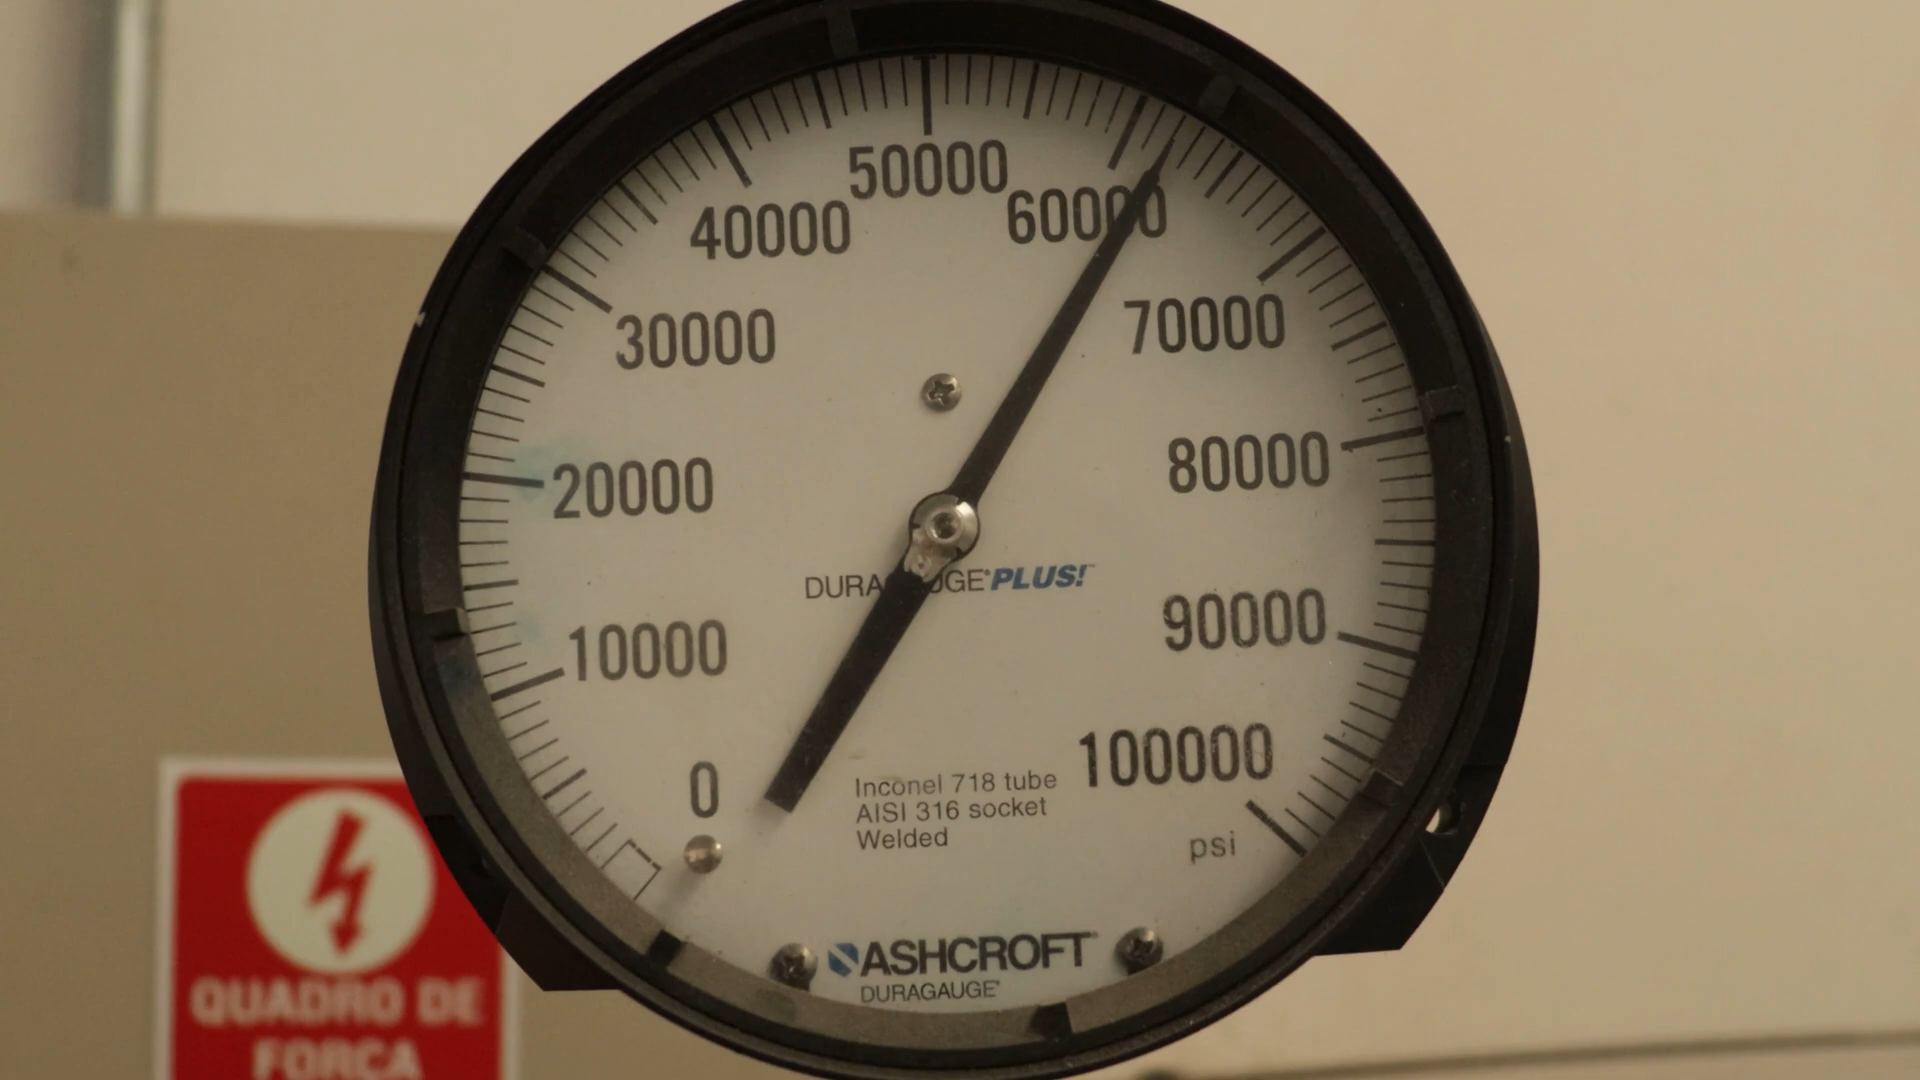 50000
40000
60000
30000
70000
20000
80000
DURAGAUGE PLUS!
10000
90000
0
100000
Inconel 718 tube
AISI 316 socket
Welded
psi
ASHCROFT®
DURAGAUGE®
QUADRO DE
FORÇA